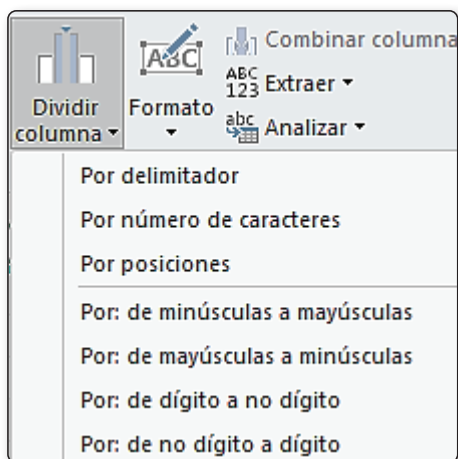 Dividir
columna
ABC
Formato
Combinar columna
ABC
123
Extraer
abc
Analizar
Por delimitador
Por número de caracteres
Por posiciones
Por: de minúsculas a mayúsculas
Por: de mayúsculas a minúsculas
Por: de dígito a no dígito
Por: de no dígito a dígito